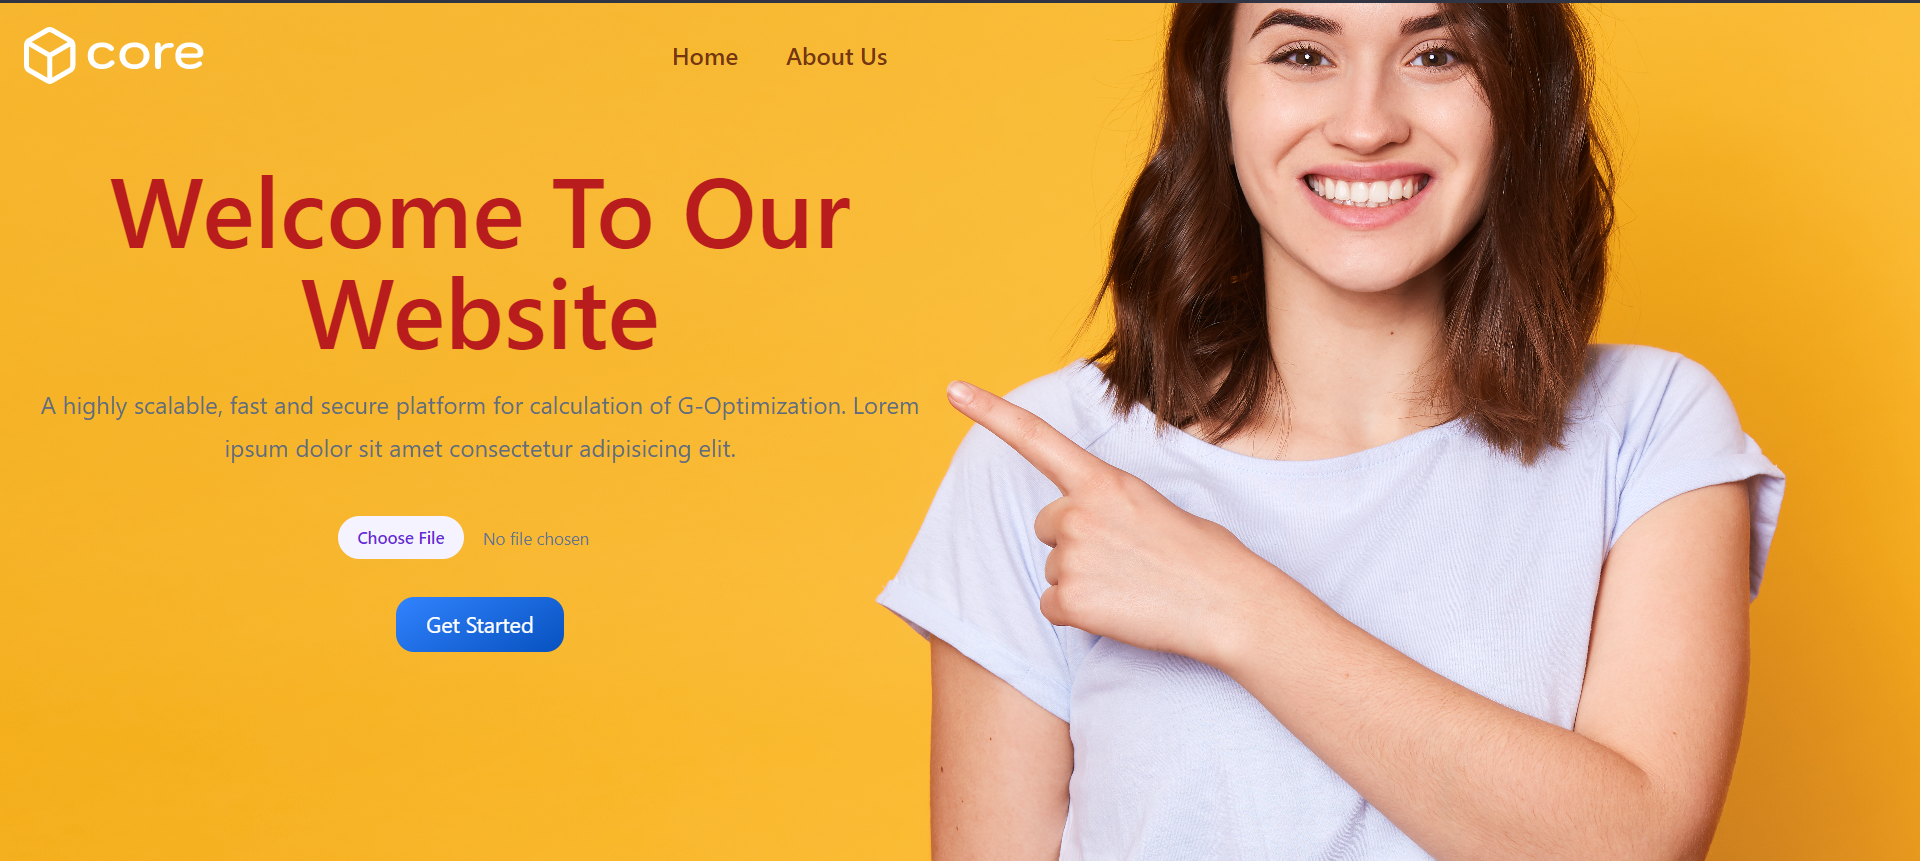 core
Home About Us
Welcome To Our
Website
A highly scalable, fast and secure platform for calculation of G-Optimization. Lorem
ipsum dolor sit amet consectetur adipisicing elit.
Choose File No file chosen
Get Started